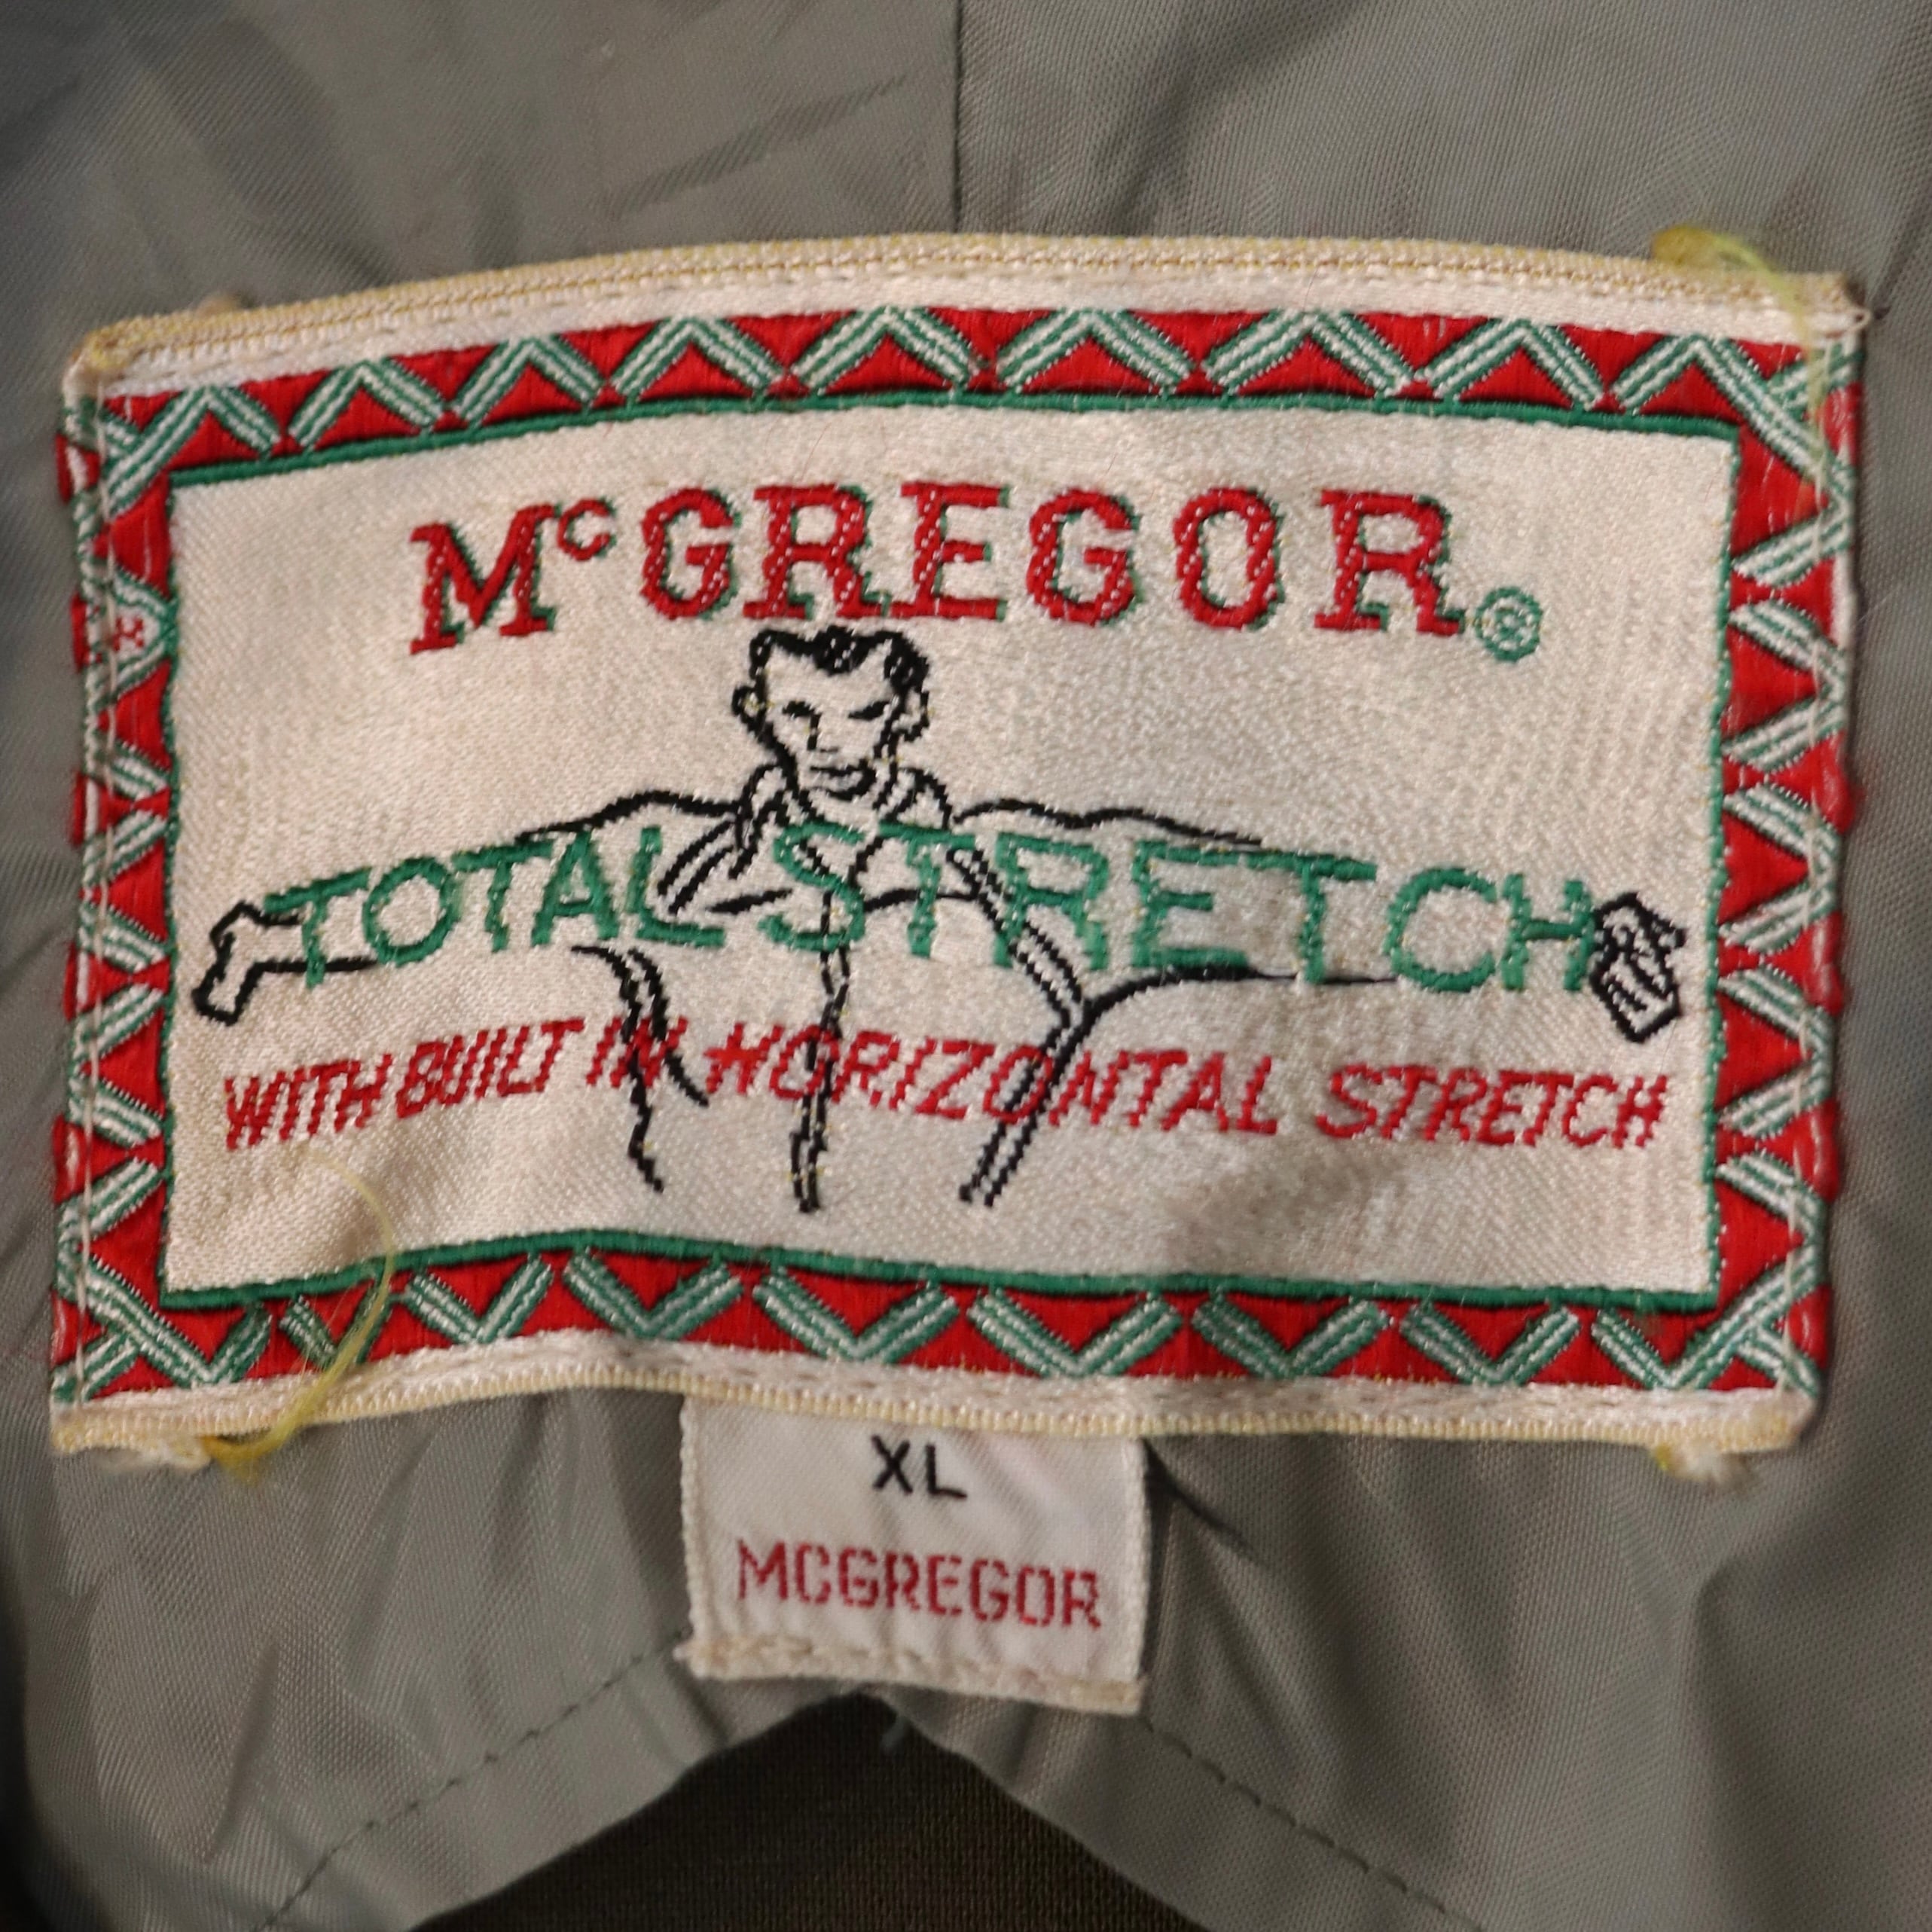 McGREGOR®
TOTAL STRETCH
WITH BUILT IN HORIZONTAL STRETCH
XL
MCGREGOR